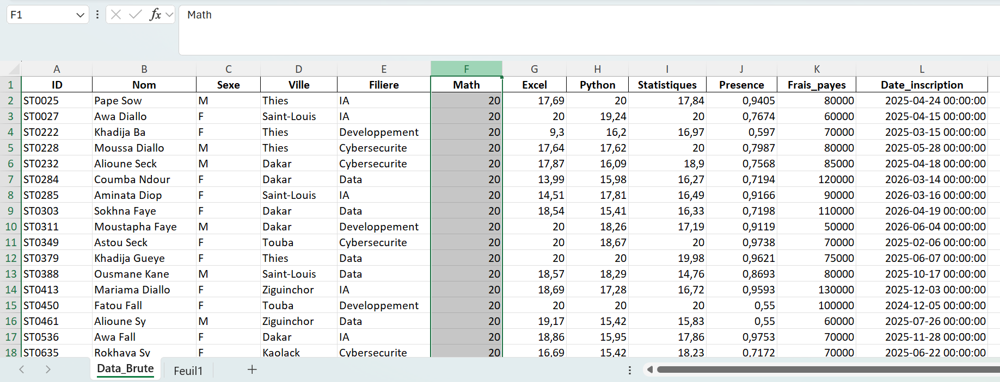 F1 fx Math
A B C D E F G H I J K L
1 ID Nom Sexe Ville Filiere Math Excel Python Statistiques Presence Frais_payes Date_inscription
2 ST0025 Pape Sow M Thies IA 20 17,69 20 17,84 0,9405 80000 2025-04-24 00:00:00
3 ST0027 Awa Diallo F Saint-Louis IA 20 20 19,24 20 0,7674 60000 2025-04-15 00:00:00
4 ST0222 Khadija Ba F Thies Developpement 20 9,3 16,2 16,97 0,597 70000 2025-03-15 00:00:00
5 ST0228 Moussa Diallo M Thies Cybersecurite 20 17,64 17,62 20 0,7987 80000 2025-05-28 00:00:00
6 ST0232 Alioune Seck M Dakar Cybersecurite 20 17,87 16,09 18,9 0,7568 85000 2025-04-18 00:00:00
7 ST0284 Coumba Ndour F Dakar Data 20 13,99 15,98 16,27 0,7194 120000 2026-03-14 00:00:00
8 ST0285 Aminata Diop F Saint-Louis IA 20 14,51 17,81 16,49 0,9166 90000 2026-03-16 00:00:00
9 ST0303 Sokhna Faye F Dakar Data 20 18,54 15,41 16,33 0,7198 110000 2026-04-19 00:00:00
10 ST0311 Moustapha Faye M Dakar Developpement 20 20 18,26 17,19 0,9119 50000 2026-06-04 00:00:00
11 ST0349 Astou Seck F Touba Cybersecurite 20 20 18,67 20 0,9738 70000 2025-02-06 00:00:00
12 ST0379 Khadija Gueye F Thies Data 20 20 20 19,98 0,9621 75000 2025-06-07 00:00:00
13 ST0388 Ousmane Kane M Saint-Louis Data 20 18,57 18,29 14,76 0,8693 80000 2025-10-17 00:00:00
14 ST0413 Mariama Diallo F Ziguinchor IA 20 18,69 17,28 16,72 0,9593 130000 2025-12-03 00:00:00
15 ST0450 Fatou Fall F Touba Developpement 20 20 20 20 0,55 100000 2024-12-05 00:00:00
16 ST0461 Alioune Sy M Ziguinchor Data 20 19,17 15,42 15,83 0,55 60000 2025-07-26 00:00:00
17 ST0536 Awa Fall F Dakar IA 20 18,86 15,95 17,86 0,9753 70000 2025-11-28 00:00:00
18 ST0635 Rokhaya Sy F Kaolack Cybersecurite 20 16,69 15,42 18,23 0,7172 70000 2025-06-22 00:00:00
Data_Brute Feuil1